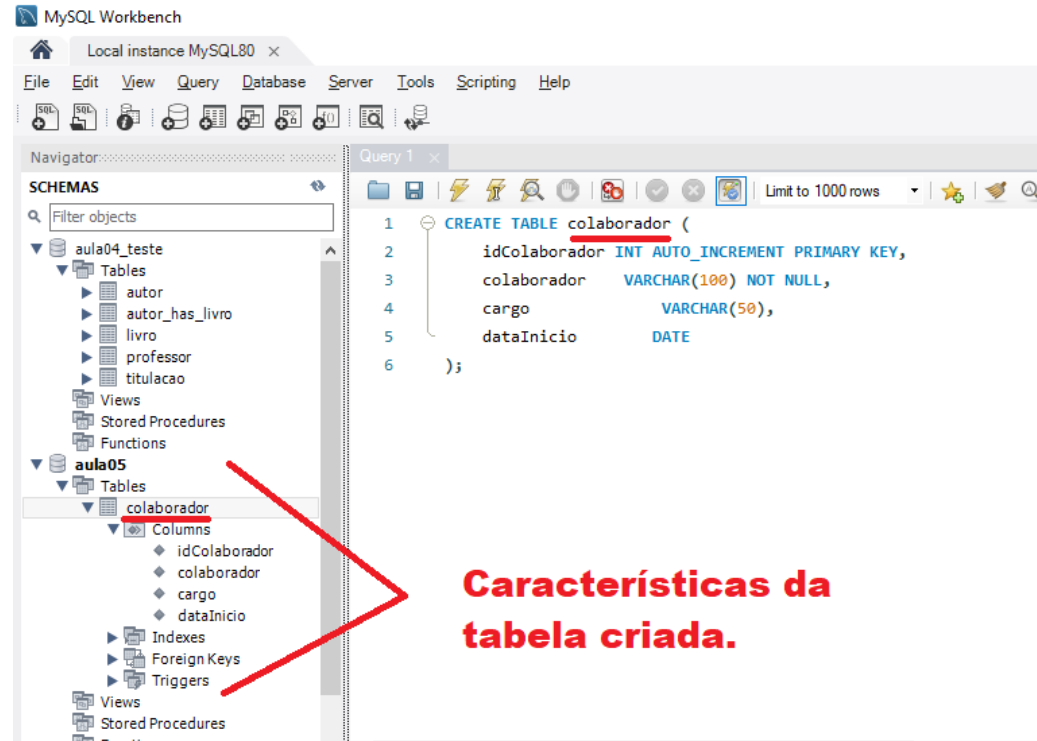 MySQL Workbench
Local instance MySQL80
File Edit View Query Database Server Tools Scripting Help
Navigator
SCHEMAS
Filter objects
aula04_teste
Tables
autor
autor_has_livro
livro
professor
titulacao
Views
Stored Procedures
Functions
aula05
Tables
colaborador
Columns
idColaborador
colaborador
cargo
dataInicio
Indexes
Foreign Keys
Triggers
Views
Stored Procedures
Query 1
Limit to 1000 rows
1 CREATE TABLE colaborador (
2 idColaborador INT AUTO_INCREMENT PRIMARY KEY,
3 colaborador VARCHAR(100) NOT NULL,
4 cargo VARCHAR(50),
5 dataInicio DATE
6 );
Características da
tabela criada.